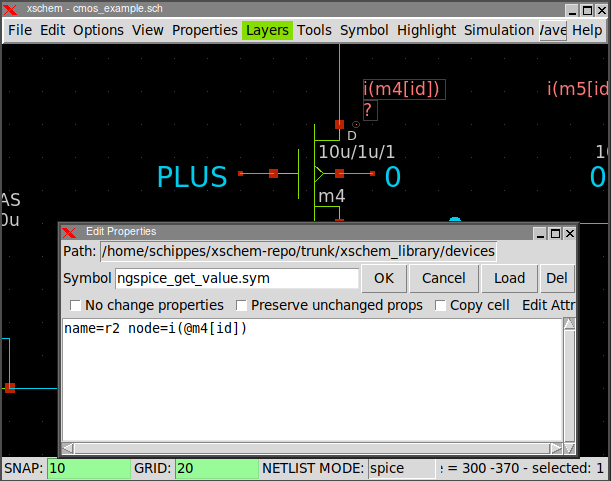 xschem - cmos_example.sch
File Edit Options View Properties Layers Tools Symbol Highlight Simulation Help
i(m4[id])
?
i(m5[id
D
10u/1u/1
PLUS
0
m4
10
0
AS
0u
Edit Properties
Path: /home/schippes/xschem-repo/trunk/xschem_library/devices
Symbol ngspice_get_value.sym OK Cancel Load Del
No change properties Preserve unchanged props Copy cell Edit Attr
name=r2 node=i(@m4[id])
SNAP: 10 GRID: 20 NETLIST MODE: spice = 300 -370 - selected: 1